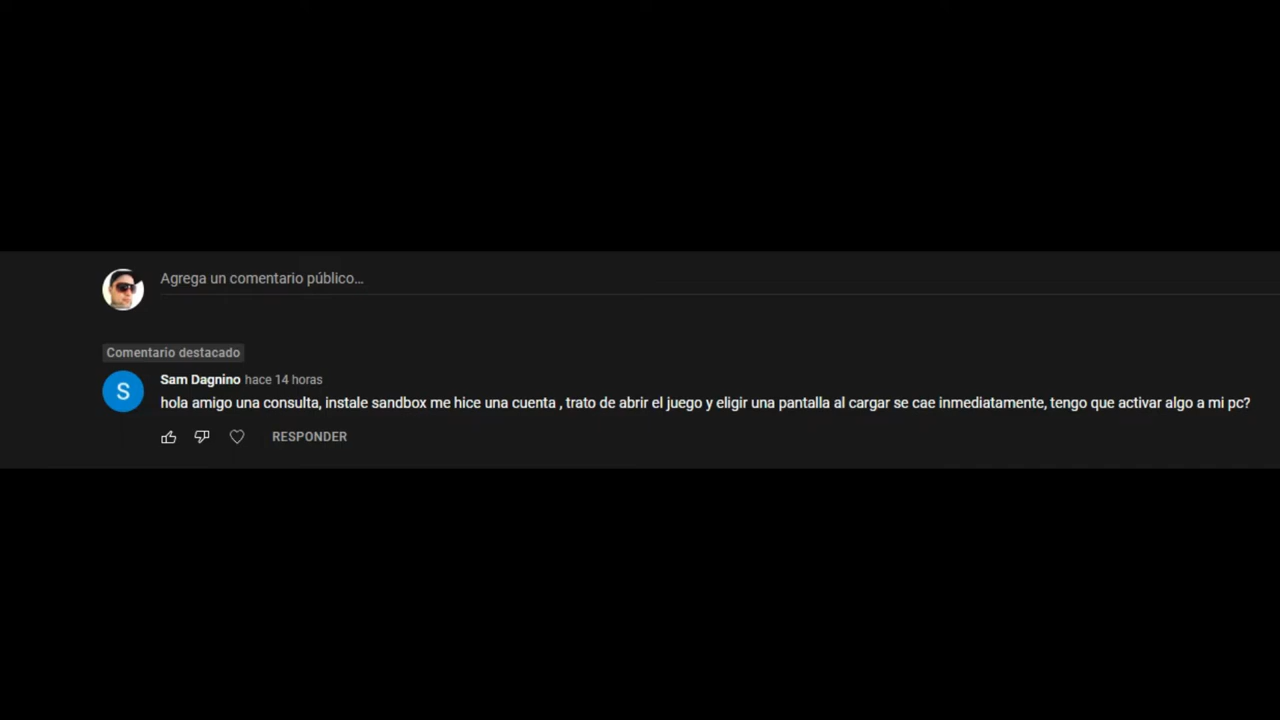 Agrega un comentario público...
Comentario destacado
S
Sam Dagnino hace 14 horas
hola amigo una consulta, instale sandbox me hice una cuenta , trato de abrir el juego y eligir una pantalla al cargar se cae inmediatamente, tengo que activar algo a mi pc?
RESPONDER